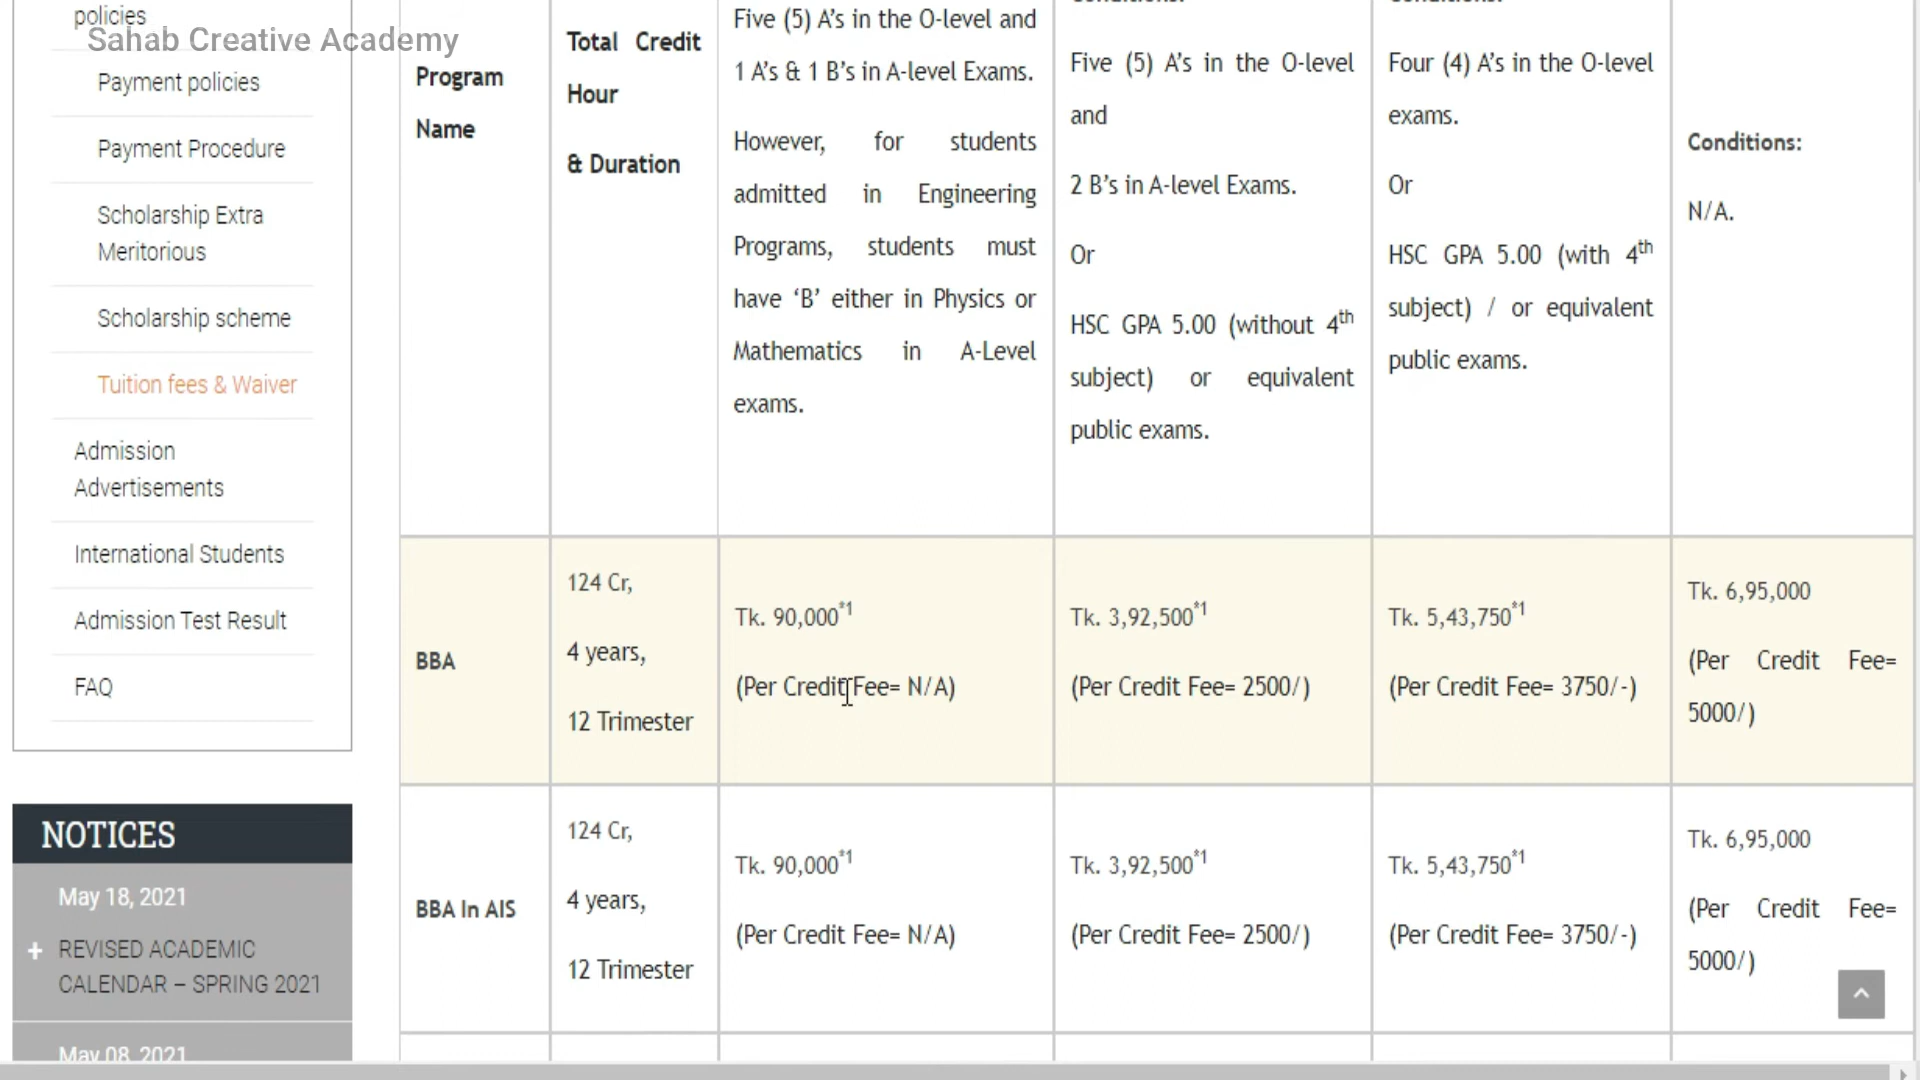 policies
Sahab Creative Academy
Payment policies
Payment Procedure
Scholarship Extra
Meritorious
Scholarship scheme
Tuition fees & Waiver
Admission
Advertisements
International Students
Admission Test Result
FAQ
NOTICES
May 18, 2021
+ REVISED ACADEMIC
CALENDAR – SPRING 2021
May 08, 2021
Program
Name
Total Credit
Hour
& Duration
Five (5) A’s in the O-level and
1 A’s & 1 B’s in A-level Exams.
However, for students
admitted in Engineering
Programs, students must
have ‘B’ either in Physics or
Mathematics in A-Level
exams.
Conditions:
Five (5) A’s in the O-level
and
2 B’s in A-level Exams.
Or
HSC GPA 5.00 (without 4th
subject) or equivalent
public exams.
Conditions:
Four (4) A’s in the O-level
exams.
Or
HSC GPA 5.00 (with 4th
subject) / or equivalent
public exams.
Conditions:
N/A.
BBA
124 Cr,
4 years,
12 Trimester
Tk. 90,000*1
(Per Credit Fee= N/A)
Tk. 3,92,500*1
(Per Credit Fee= 2500/)
Tk. 5,43,750*1
(Per Credit Fee= 3750/-)
Tk. 6,95,000
(Per Credit Fee=
5000/)
BBA In AIS
124 Cr,
4 years,
12 Trimester
Tk. 90,000*1
(Per Credit Fee= N/A)
Tk. 3,92,500*1
(Per Credit Fee= 2500/)
Tk. 5,43,750*1
(Per Credit Fee= 3750/-)
Tk. 6,95,000
(Per Credit Fee=
5000/)